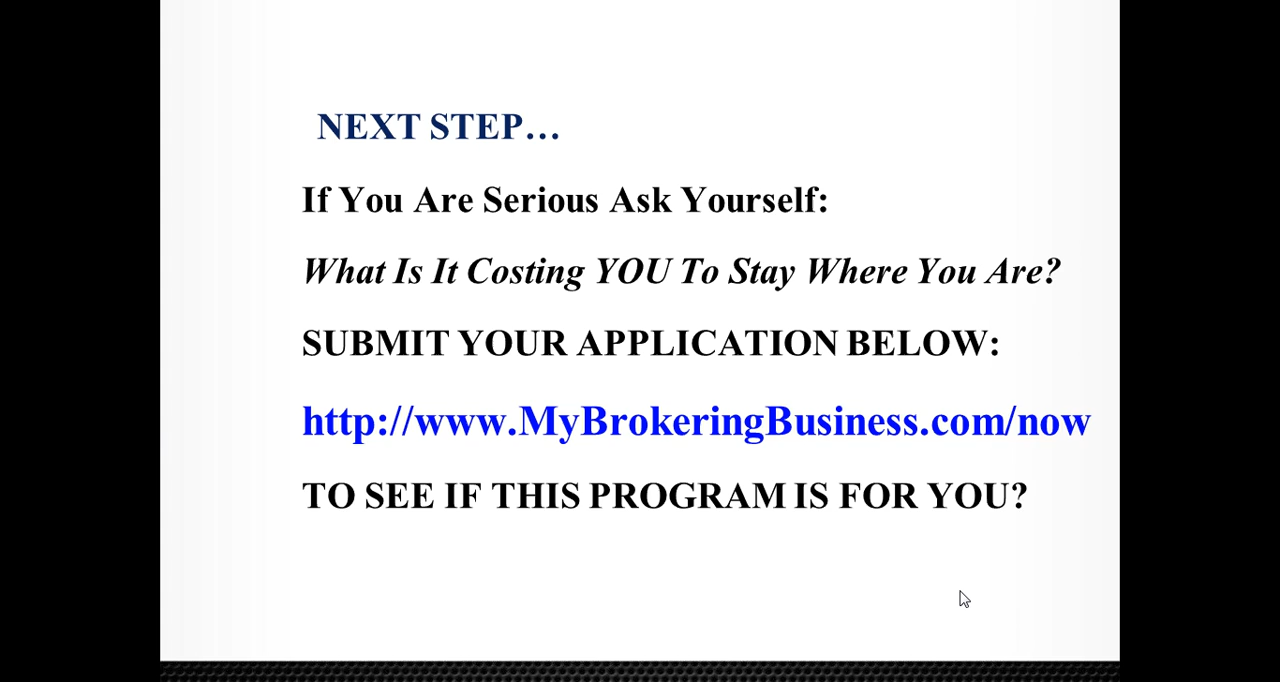 NEXT STEP…
If You Are Serious Ask Yourself:
What Is It Costing YOU To Stay Where You Are?
SUBMIT YOUR APPLICATION BELOW:
http://www.MyBrokeringBusiness.com/now
TO SEE IF THIS PROGRAM IS FOR YOU?